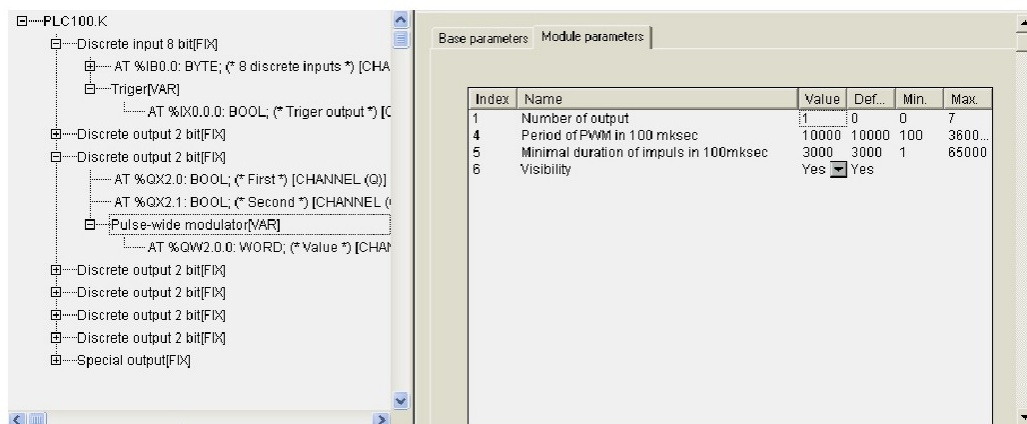 PLC100.K
Discrete input 8 bit[FIX]
AT %IB0.0: BYTE; (* 8 discrete inputs *) [CHA
Triger[VAR]
AT %IX0.0.0: BOOL; (* Triger output *) [C
Discrete output 2 bit[FIX]
Discrete output 2 bit[FIX]
AT %QX2.0: BOOL; (* First *) [CHANNEL (Q)]
AT %QX2.1: BOOL; (* Second *) [CHANNEL (
Pulse-wide modulator[VAR]
AT %QW2.0.0: WORD; (* Value *) [CHAN
Discrete output 2 bit[FIX]
Discrete output 2 bit[FIX]
Discrete output 2 bit[FIX]
Discrete output 2 bit[FIX]
Special output[FIX]
Base parameters Module parameters
Index Name Value Def... Min. Max.
1 Number of output 1 0 0 7
4 Period of PWM in 100 mksec 10000 10000 100 3600...
5 Minimal duration of impuls in 100mksec 3000 3000 1 65000
6 Visibility Yes Yes